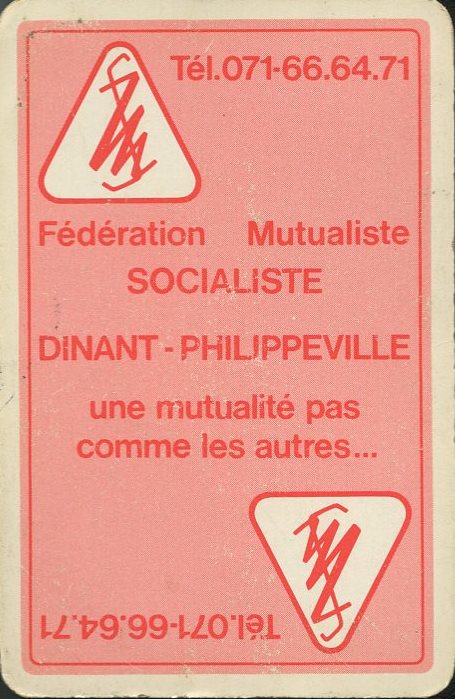 Tél.071-66.64.71
Fédération Mutualiste
SOCIALISTE
DINANT - PHILIPPEVILLE
une mutualité pas
comme les autres...
Tél.071-66.64.71